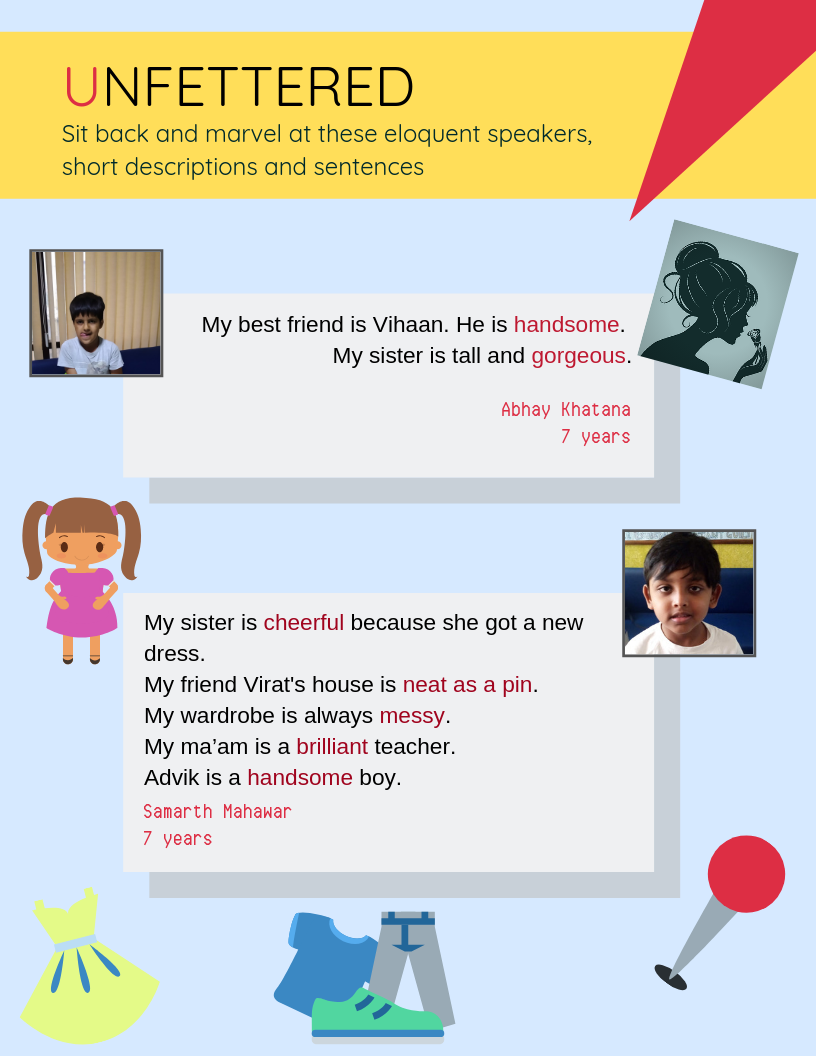 UNFETTERED
Sit back and marvel at these eloquent speakers,
short descriptions and sentences
My best friend is Vihaan. He is handsome.
My sister is tall and gorgeous.
Abhay Khatana
7 years
My sister is cheerful because she got a new
dress.
My friend Virat's house is neat as a pin.
My wardrobe is always messy.
My ma’am is a brilliant teacher.
Advik is a handsome boy.
Samarth Mahawar
7 years